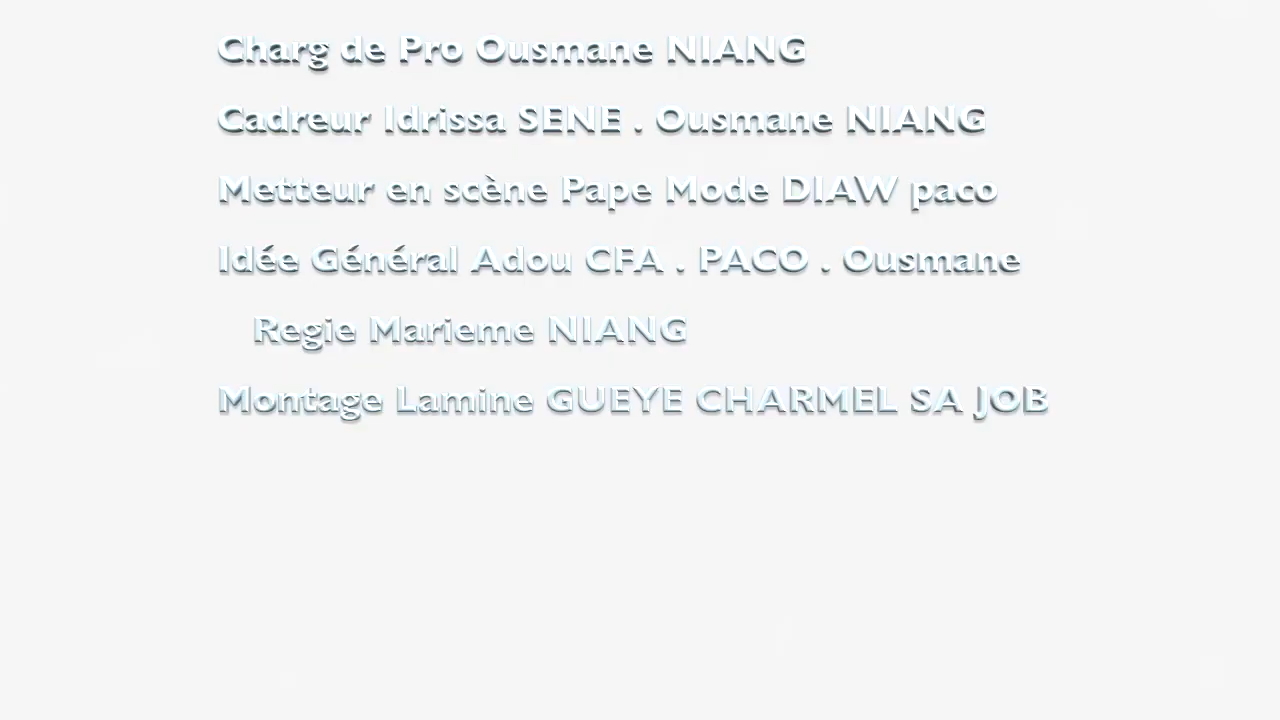 Charg de Pro Ousmane NIANG
Cadreur Idrissa SENE . Ousmane NIANG
Metteur en scène Pape Mode DIAW paco
Idée Général Adou CFA . PACO . Ousmane
Regie Marieme NIANG
Montage Lamine GUEYE CHARMEL SA JOB